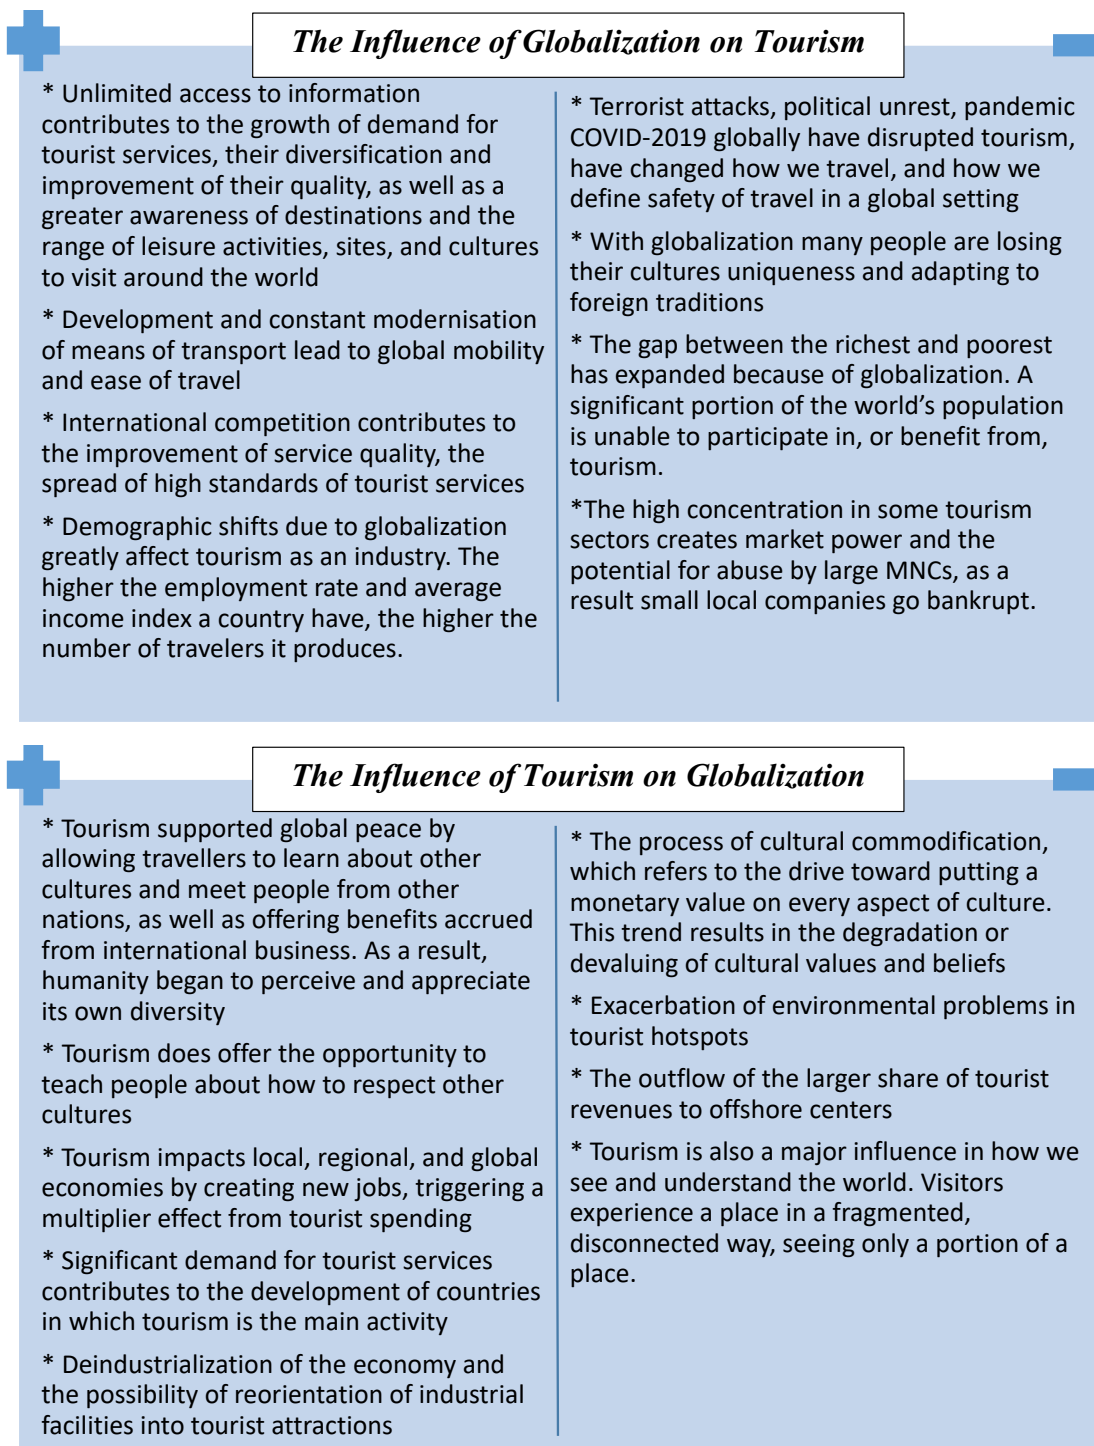 The Influence of Globalization on Tourism
* Unlimited access to information
contributes to the growth of demand for
tourist services, their diversification and
improvement of their quality, as well as a
greater awareness of destinations and the
range of leisure activities, sites, and cultures
to visit around the world
* Development and constant modernisation
of means of transport lead to global mobility
and ease of travel
* International competition contributes to
the improvement of service quality, the
spread of high standards of tourist services
* Demographic shifts due to globalization
greatly affect tourism as an industry. The
higher the employment rate and average
income index a country have, the higher the
number of travelers it produces.
* Terrorist attacks, political unrest, pandemic
COVID-2019 globally have disrupted tourism,
have changed how we travel, and how we
define safety of travel in a global setting
* With globalization many people are losing
their cultures uniqueness and adapting to
foreign traditions
* The gap between the richest and poorest
has expanded because of globalization. A
significant portion of the world’s population
is unable to participate in, or benefit from,
tourism.
*The high concentration in some tourism
sectors creates market power and the
potential for abuse by large MNCs, as a
result small local companies go bankrupt.
The Influence of Tourism on Globalization
* Tourism supported global peace by
allowing travellers to learn about other
cultures and meet people from other
nations, as well as offering benefits accrued
from international business. As a result,
humanity began to perceive and appreciate
its own diversity
* Tourism does offer the opportunity to
teach people about how to respect other
cultures
* Tourism impacts local, regional, and global
economies by creating new jobs, triggering a
multiplier effect from tourist spending
* Significant demand for tourist services
contributes to the development of countries
in which tourism is the main activity
* Deindustrialization of the economy and
the possibility of reorientation of industrial
facilities into tourist attractions
* The process of cultural commodification,
which refers to the drive toward putting a
monetary value on every aspect of culture.
This trend results in the degradation or
devaluing of cultural values and beliefs
* Exacerbation of environmental problems in
tourist hotspots
* The outflow of the larger share of tourist
revenues to offshore centers
* Tourism is also a major influence in how we
see and understand the world. Visitors
experience a place in a fragmented,
disconnected way, seeing only a portion of a
place.